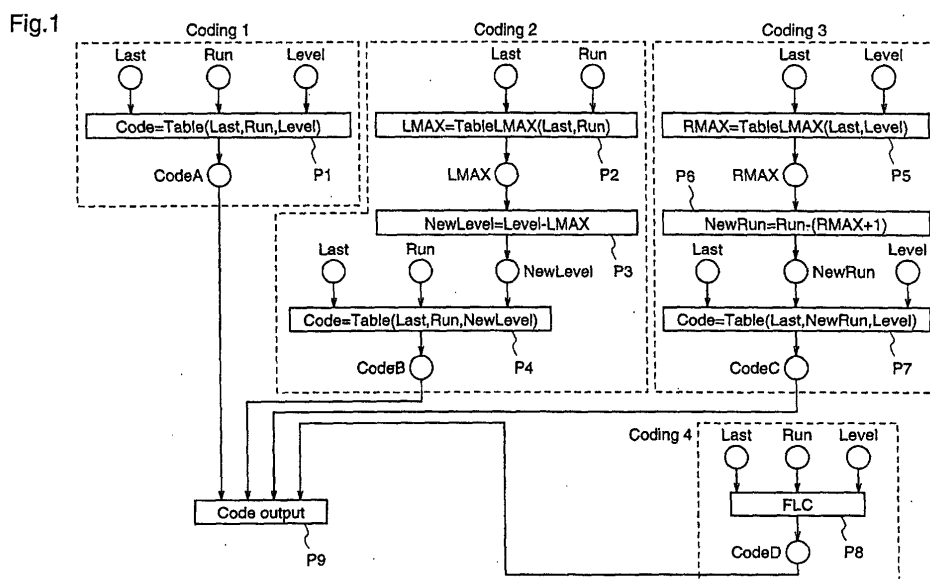 Fig.1
Coding 1
Last Run Level
Code=Table(Last,Run,Level)
CodeA
P1
Coding 2
Last Run
LMAX=TableLMAX(Last,Run)
LMAX
P2
NewLevel=Level-LMAX
P3
Last Run NewLevel
Code=Table(Last,Run,NewLevel)
CodeB
P4
Coding 3
Last Level
RMAX=TableLMAX(Last,Level)
P6 RMAX P5
NewRun=Run-(RMAX+1)
Last NewRun Level
Code=Table(Last,NewRun,Level)
CodeC
P7
Coding 4
Last Run Level
FLC
CodeD
P8
Code output
P9